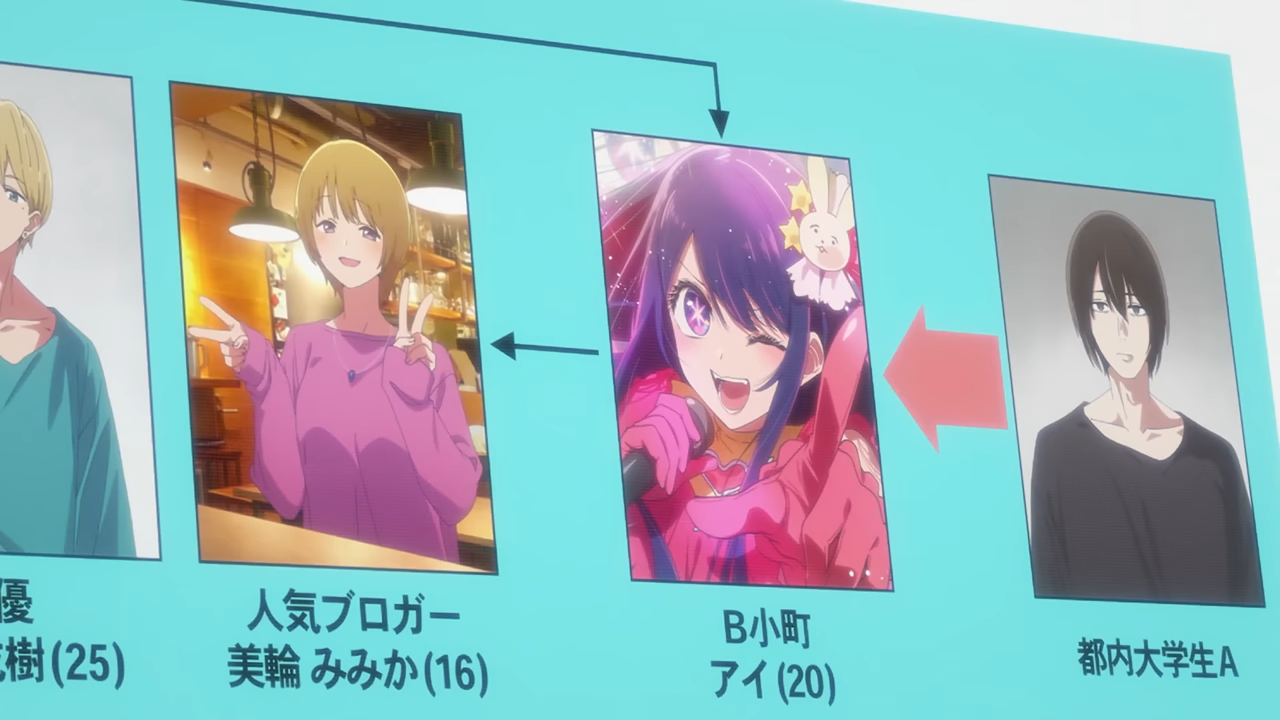 優
樹(25)
人気ブロガー
美輪 みみか(16)
B小町
アイ(20)
都内大学生A